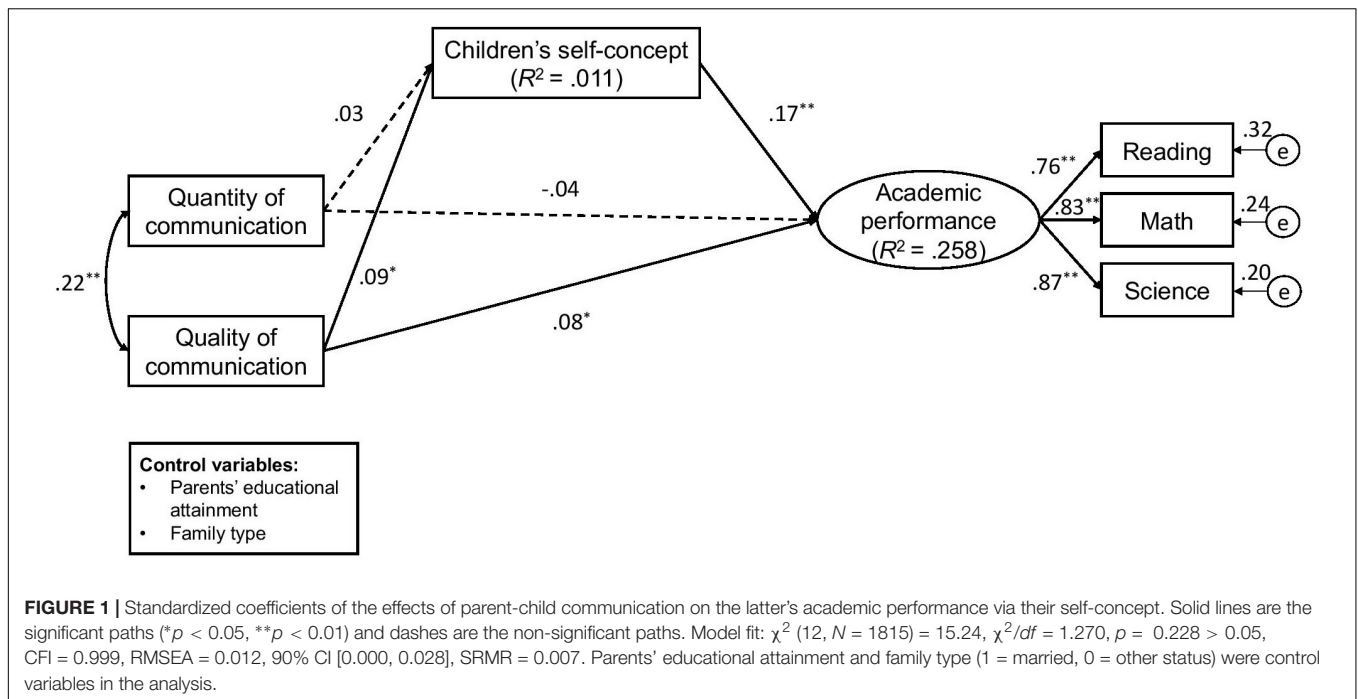 Children's self-concept
(R² = .011)
.03
.17**
Quantity of
communication
-.04
.22**
.09*
Quality of
communication
.08*
Academic
performance
(R² = .258)
.76**
.83**
.87**
Reading
.32
e
Math
.24
e
Science
.20
e
Control variables:
• Parents' educational
attainment
• Family type
FIGURE 1 | Standardized coefficients of the effects of parent-child communication on the latter's academic performance via their self-concept. Solid lines are the
significant paths (*p < 0.05, **p < 0.01) and dashes are the non-significant paths. Model fit: χ² (12, N = 1815) = 15.24, χ²/df = 1.270, p = 0.228 > 0.05,
CFI = 0.999, RMSEA = 0.012, 90% CI [0.000, 0.028], SRMR = 0.007. Parents' educational attainment and family type (1 = married, 0 = other status) were control
variables in the analysis.